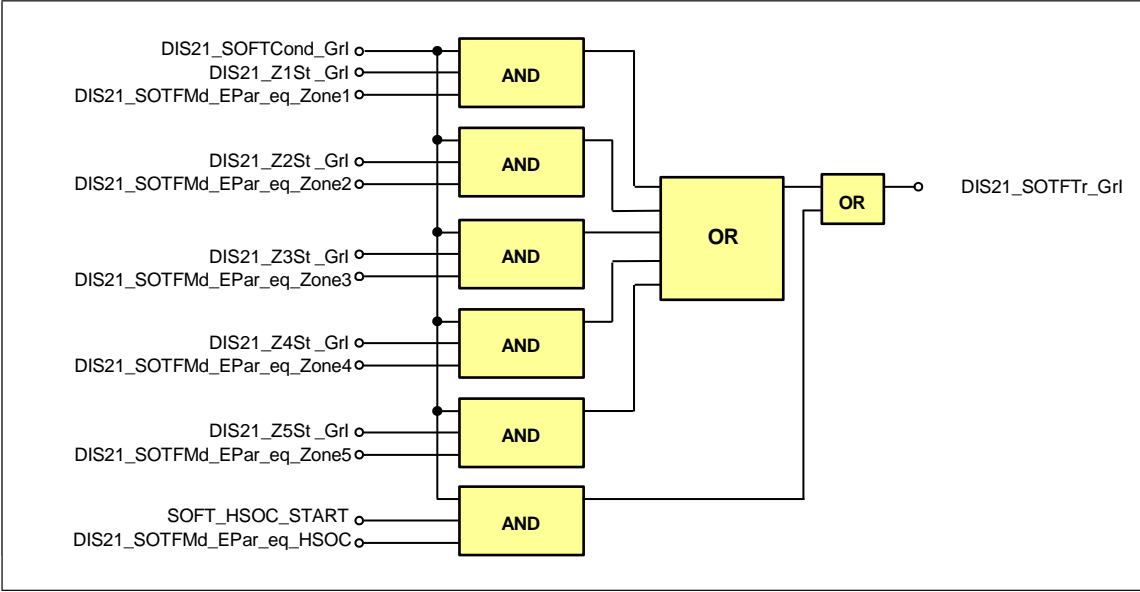 DIS21_SOFTCond_GrI
DIS21_Z1St _GrI
DIS21_SOTFMd_EPar_eq_Zone1
AND
DIS21_Z2St _GrI
DIS21_SOTFMd_EPar_eq_Zone2
AND
DIS21_Z3St _GrI
DIS21_SOTFMd_EPar_eq_Zone3
AND
DIS21_Z4St _GrI
DIS21_SOTFMd_EPar_eq_Zone4
AND
DIS21_Z5St _GrI
DIS21_SOTFMd_EPar_eq_Zone5
AND
SOFT_HSOC_START
DIS21_SOTFMd_EPar_eq_HSOC
AND
OR
OR
DIS21_SOTFTr_GrI